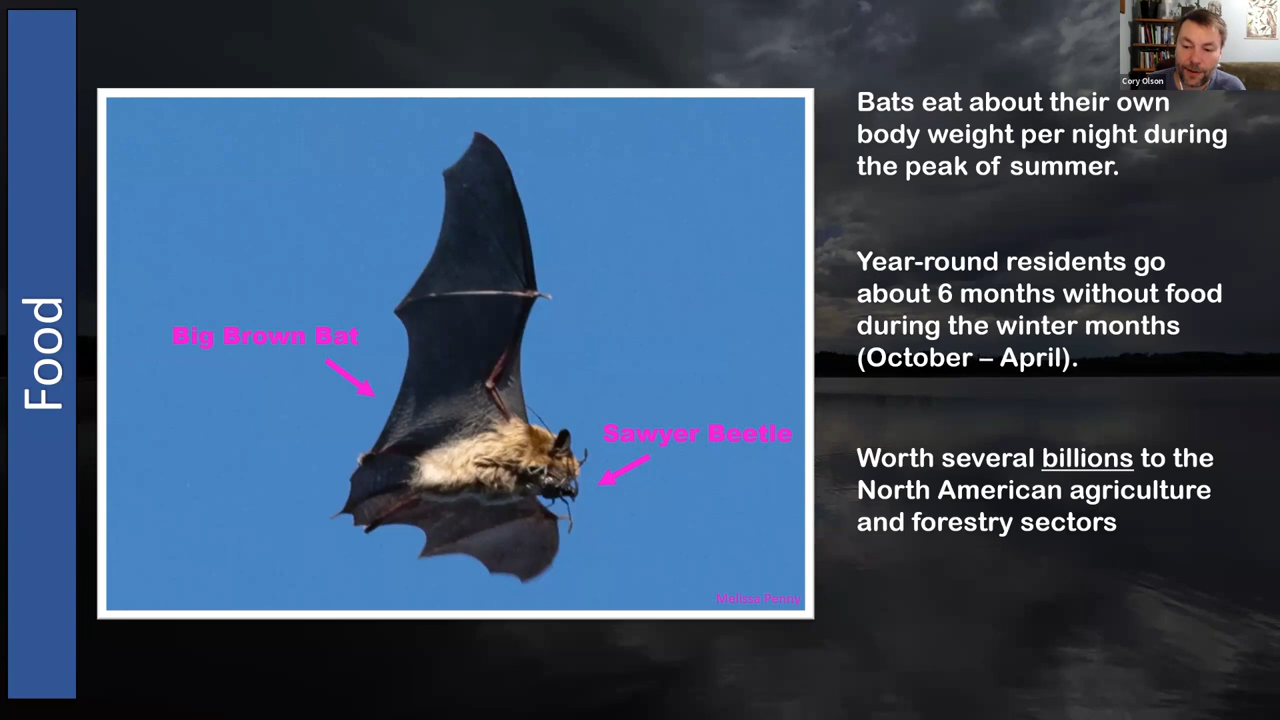 Food
Big Brown Bat
Sawyer Beetle
Melissa Penny
Cory Olson
Bats eat about their own
body weight per night during
the peak of summer.
Year-round residents go
about 6 months without food
during the winter months
(October – April).
Worth several billions to the
North American agriculture
and forestry sectors